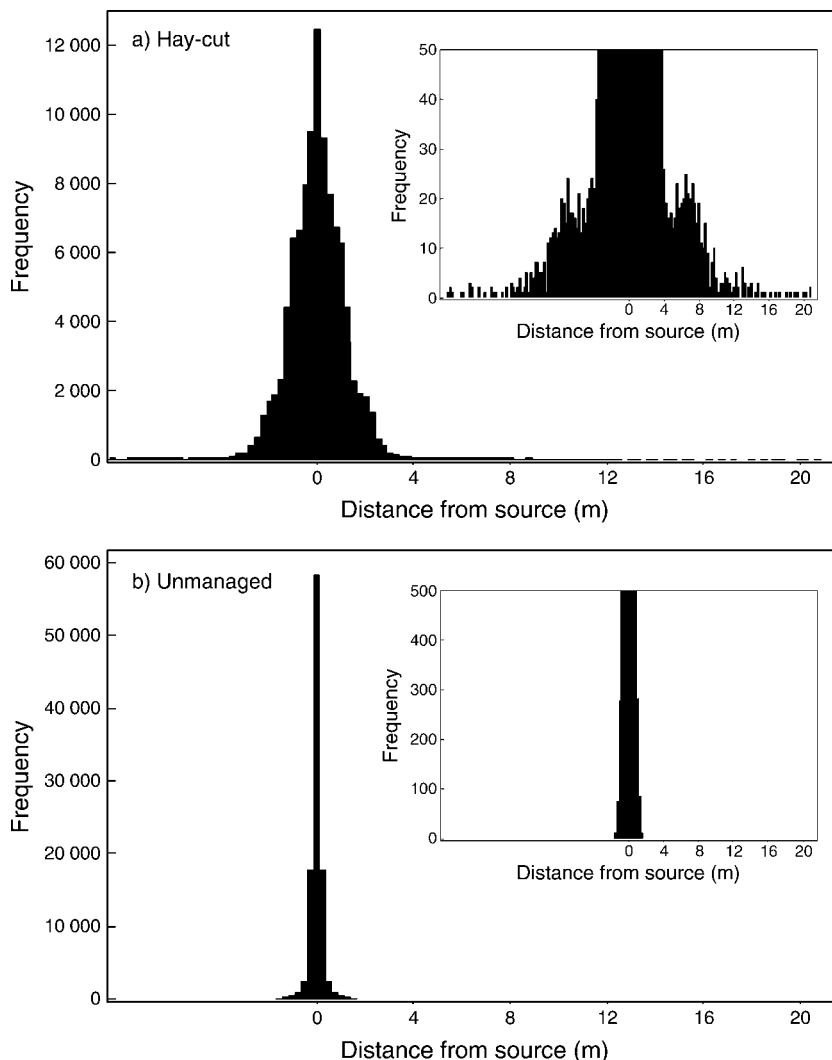 a) Hay-cut
12 000
10 000
8 000
6 000
4 000
2 000
0
Frequency
0 4 8 12 16 20
Distance from source (m)
50
40
30
20
10
0
Frequency
0 4 8 12 16 20
Distance from source (m)
b) Unmanaged
60 000
50 000
40 000
30 000
20 000
10 000
0
Frequency
0 4 8 12 16 20
Distance from source (m)
500
400
300
200
100
0
Frequency
0 4 8 12 16 20
Distance from source (m)